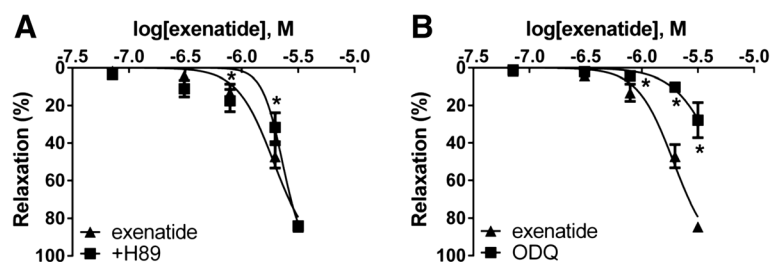 A
log[exenatide], M
-7.5 -7.0 -6.5 -6.0 -5.5 -5.0
0
20
40
60
80
100
Relaxation (%)
* *
exenatide
+H89
B
log[exenatide], M
-7.5 -7.0 -6.5 -6.0 -5.5 -5.0
0
20
40
60
80
100
Relaxation (%)
* * *
exenatide
ODQ